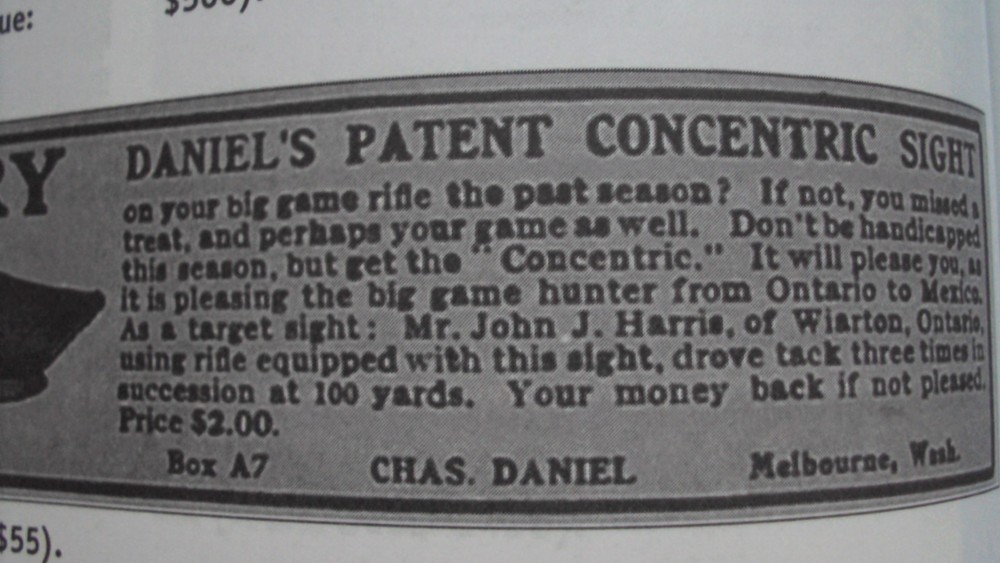 ue:
$500).
RY
DANIEL'S PATENT CONCENTRIC SIGHT
on your big game rifle the past season? If not, you missed a
treat, and perhaps your game as well. Don't be handicapped
this season, but get the "Concentric." It will please you, as
it is pleasing the big game hunter from Ontario to Mexico.
As a target sight: Mr. John J. Harris, of Wiarton, Ontario,
using rifle equipped with this sight, drove tack three times in
succession at 100 yards. Your money back if not pleased.
Price $2.00.
Box A7 CHAS. DANIEL Melbourne, Wash.
$55).